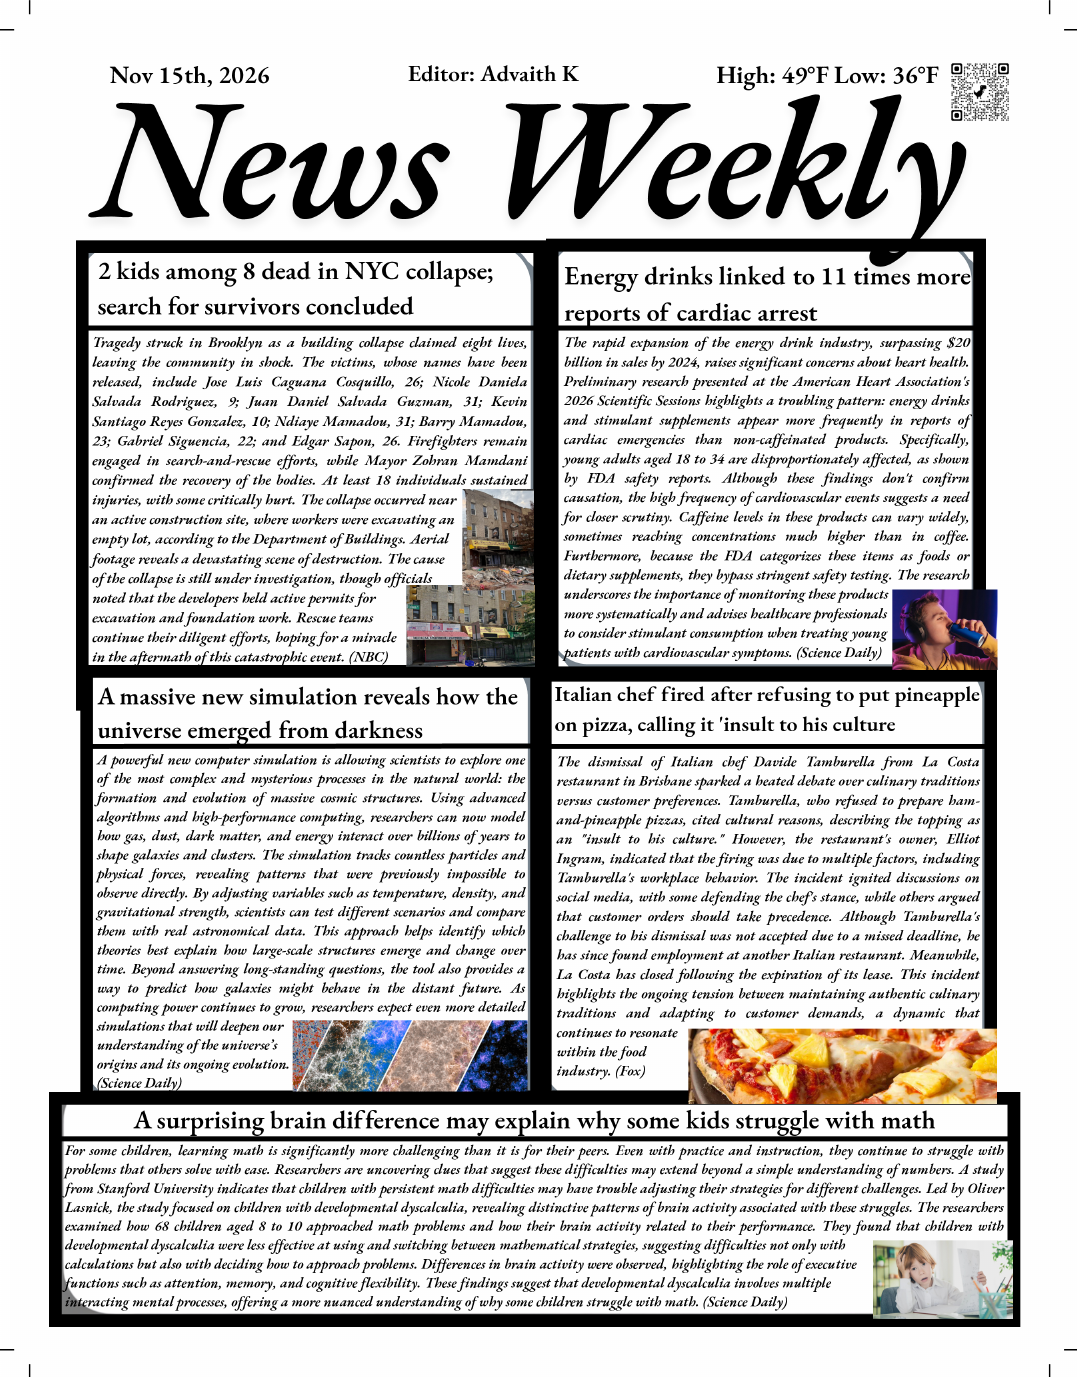 Nov 15th, 2026
Editor: Advaith K
High: 49°F Low: 36°F
News Weekly
2 kids among 8 dead in NYC collapse;
search for survivors concluded
Tragedy struck in Brooklyn as a building collapse claimed eight lives,
leaving the community in shock. The victims, whose names have been
released, include Jose Luis Caguana Cosquillo, 26; Nicole Daniela
Salvada Rodriguez, 9; Juan Daniel Salvada Guzman, 31; Kevin
Santiago Reyes Gonzalez, 10; Ndiaye Mamadou, 31; Barry Mamadou,
23; Gabriel Siguencia, 22; and Edgar Sapon, 26. Firefighters remain
engaged in search-and-rescue efforts, while Mayor Zohran Mamdani
confirmed the recovery of the bodies. At least 18 individuals sustained
injuries, with some critically hurt. The collapse occurred near
an active construction site, where workers were excavating an
empty lot, according to the Department of Buildings. Aerial
footage reveals a devastating scene of destruction. The cause
of the collapse is still under investigation, though officials
noted that the developers held active permits for
excavation and foundation work. Rescue teams
continue their diligent efforts, hoping for a miracle
in the aftermath of this catastrophic event. (NBC)
Energy drinks linked to 11 times more
reports of cardiac arrest
The rapid expansion of the energy drink industry, surpassing $20
billion in sales by 2024, raises significant concerns about heart health.
Preliminary research presented at the American Heart Association's
2026 Scientific Sessions highlights a troubling pattern: energy drinks
and stimulant supplements appear more frequently in reports of
cardiac emergencies than non-caffeinated products. Specifically,
young adults aged 18 to 34 are disproportionately affected, as shown
by FDA safety reports. Although these findings don't confirm
causation, the high frequency of cardiovascular events suggests a need
for closer scrutiny. Caffeine levels in these products can vary widely,
sometimes reaching concentrations much higher than in coffee.
Furthermore, because the FDA categorizes these items as foods or
dietary supplements, they bypass stringent safety testing. The research
underscores the importance of monitoring these products
more systematically and advises healthcare professionals
to consider stimulant consumption when treating young
patients with cardiovascular symptoms. (Science Daily)
A massive new simulation reveals how the
universe emerged from darkness
A powerful new computer simulation is allowing scientists to explore one
of the most complex and mysterious processes in the natural world: the
formation and evolution of massive cosmic structures. Using advanced
algorithms and high-performance computing, researchers can now model
how gas, dust, dark matter, and energy interact over billions of years to
shape galaxies and clusters. The simulation tracks countless particles and
physical forces, revealing patterns that were previously impossible to
observe directly. By adjusting variables such as temperature, density, and
gravitational strength, scientists can test different scenarios and compare
them with real astronomical data. This approach helps identify which
theories best explain how large-scale structures emerge and change over
time. Beyond answering long-standing questions, the tool also provides a
way to predict how galaxies might behave in the distant future. As
computing power continues to grow, researchers expect even more detailed
simulations that will deepen our
understanding of the universe's
origins and its ongoing evolution.
(Science Daily)
Italian chef fired after refusing to put pineapple
on pizza, calling it 'insult to his culture
The dismissal of Italian chef Davide Tamburella from La Costa
restaurant in Brisbane sparked a heated debate over culinary traditions
versus customer preferences. Tamburella, who refused to prepare ham-
and-pineapple pizzas, cited cultural reasons, describing the topping as
an "insult to his culture." However, the restaurant's owner, Elliot
Ingram, indicated that the firing was due to multiple factors, including
Tamburella's workplace behavior. The incident ignited discussions on
social media, with some defending the chef's stance, while others argued
that customer orders should take precedence. Although Tamburella's
challenge to his dismissal was not accepted due to a missed deadline, he
has since found employment at another Italian restaurant. Meanwhile,
La Costa has closed following the expiration of its lease. This incident
highlights the ongoing tension between maintaining authentic culinary
traditions and adapting to customer demands, a dynamic that
continues to resonate
within the food
industry. (Fox)
A surprising brain difference may explain why some kids struggle with math
For some children, learning math is significantly more challenging than it is for their peers. Even with practice and instruction, they continue to struggle with
problems that others solve with ease. Researchers are uncovering clues that suggest these difficulties may extend beyond a simple understanding of numbers. A study
from Stanford University indicates that children with persistent math difficulties may have trouble adjusting their strategies for different challenges. Led by Oliver
Lasnick, the study focused on children with developmental dyscalculia, revealing distinctive patterns of brain activity associated with these struggles. The researchers
examined how 68 children aged 8 to 10 approached math problems and how their brain activity related to their performance. They found that children with
developmental dyscalculia were less effective at using and switching between mathematical strategies, suggesting difficulties not only with
calculations but also with deciding how to approach problems. Differences in brain activity were observed, highlighting the role of executive
functions such as attention, memory, and cognitive flexibility. These findings suggest that developmental dyscalculia involves multiple
interacting mental processes, offering a more nuanced understanding of why some children struggle with math. (Science Daily)